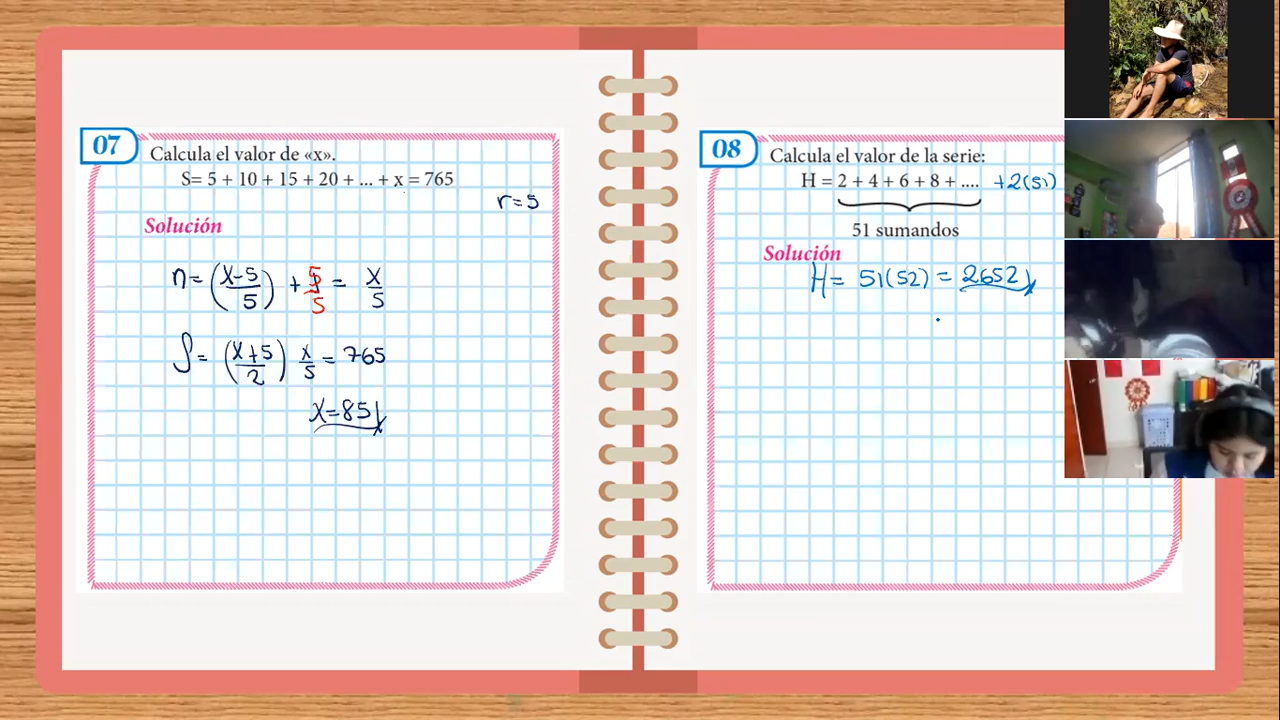 07
Calcula el valor de «x».
S= 5 + 10 + 15 + 20 + ... + x = 765
r=5
Solución
n= (x-5/5) + 5/5 = x/5
S= (x+5/2) x/5 = 765
x=85
08
Calcula el valor de la serie:
H = 2 + 4 + 6 + 8 + .... +2(51)
51 sumandos
Solución
H= 51(52) = 2652